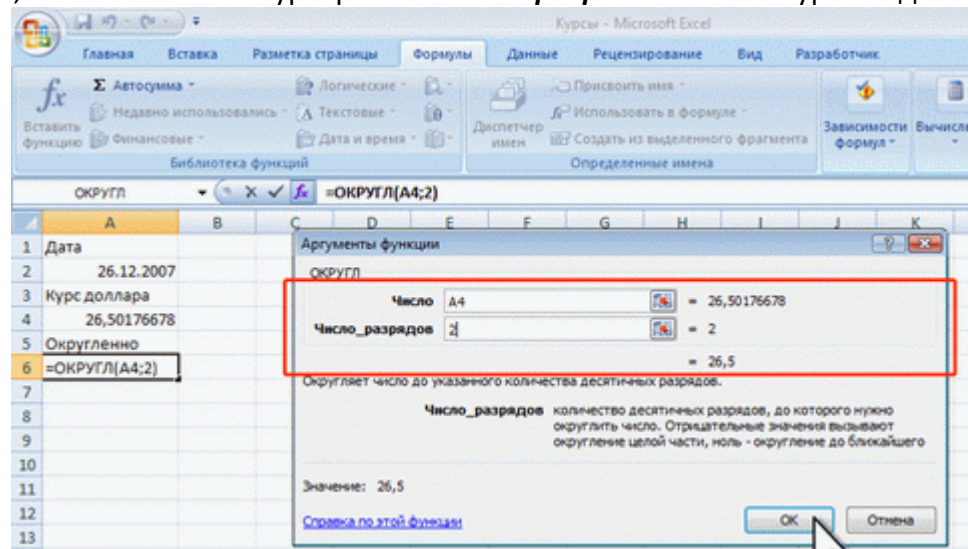 Курсы - Microsoft Excel
Главная Вставка Разметка страницы Формулы Данные Рецензирование Вид Разработчик
Вставить функцию
Σ Автосумма
Недавно использовались
Финансовые
Логические
Текстовые
Дата и время
Библиотека функций
Диспетчер имен
Присвоить имя
Использовать в формуле
Создать из выделенного фрагмента
Определенные имена
Зависимости формул
ОКРУГЛ fx =ОКРУГЛ(A4;2)
A B C D E F G H I J K
1 Дата
2 26.12.2007
3 Курс доллара
4 26,50176678
5 Округленно
6 =ОКРУГЛ(A4;2)
7
8
9
10
11
12
13
Аргументы функции
ОКРУГЛ
Число A4 = 26,50176678
Число_разрядов 2 = 2
= 26,5
Округляет число до указанного количества десятичных разрядов.
Число_разрядов количество десятичных разрядов, до которого нужно
округлить число. Отрицательные значения вызывают
округление целой части, ноль - округление до ближайшего
Значение: 26,5
Справка по этой функции
OK Отмена